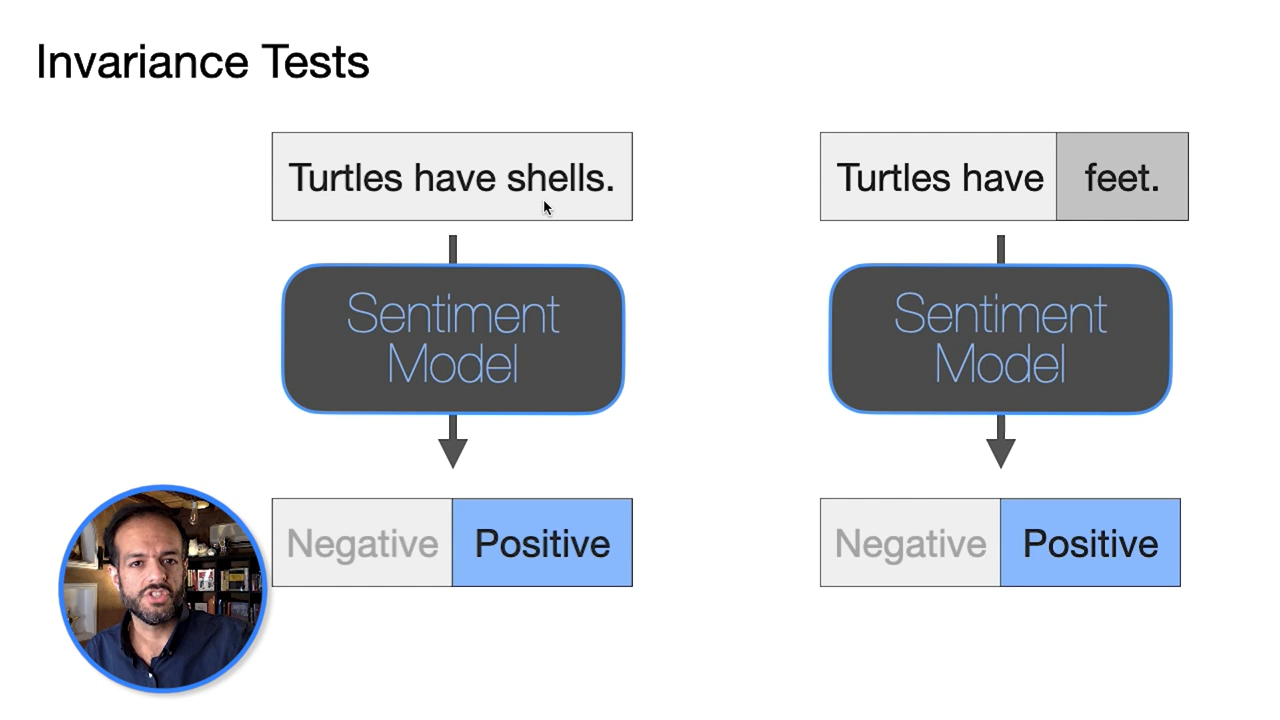 Invariance Tests
Turtles have shells.
Turtles have feet.
Sentiment
Model
Sentiment
Model
Negative Positive
Negative Positive